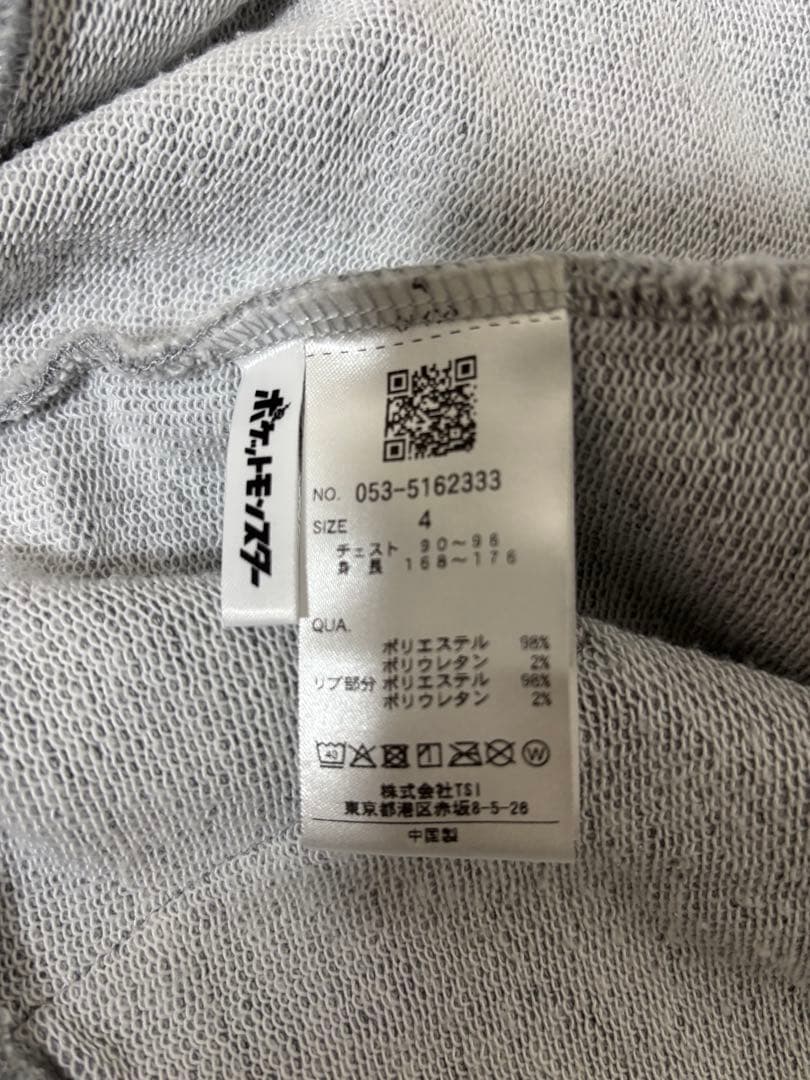 ポケットモンスター
NO. 053-5162333
SIZE 4
チェスト 90～96
身長 168～176
QUA.
ポリエステル 98%
ポリウレタン 2%
リブ部分 ポリエステル 98%
ポリウレタン 2%
40
W
株式会社TSI
東京都港区赤坂8-5-28
中国製